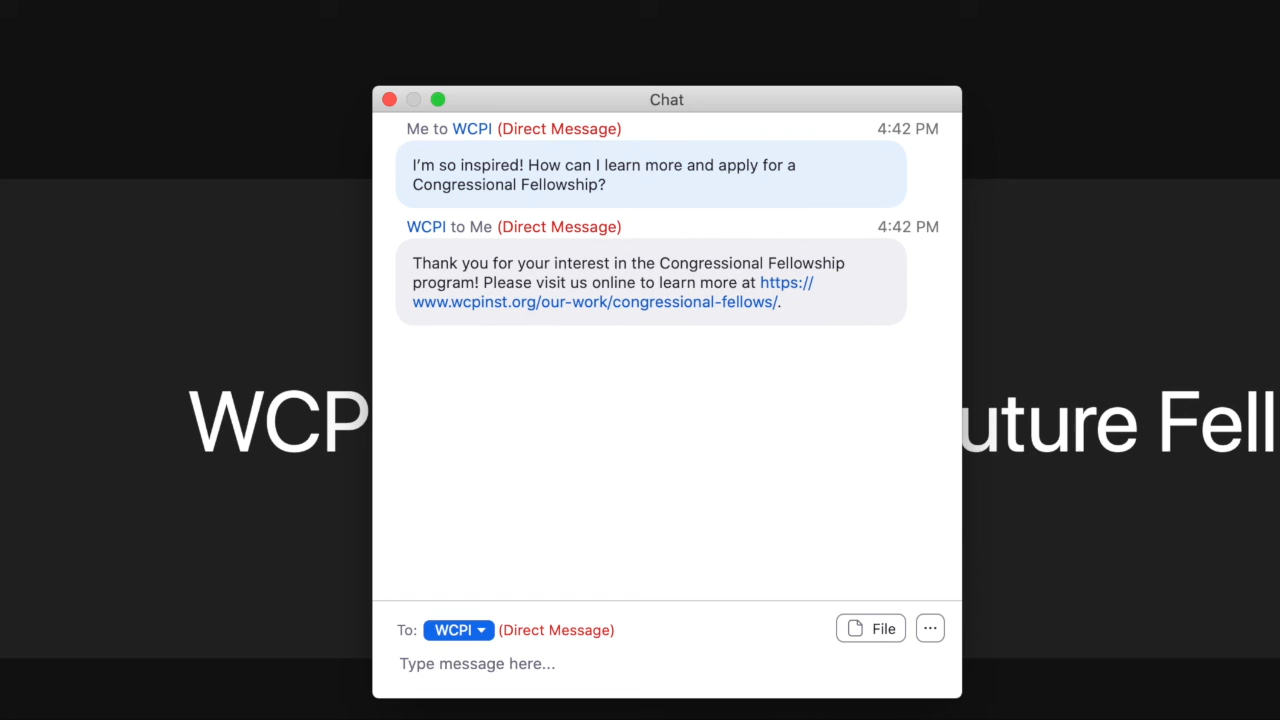 Chat
Me to WCPI (Direct Message) 4:42 PM
I'm so inspired! How can I learn more and apply for a
Congressional Fellowship?
WCPI to Me (Direct Message) 4:42 PM
Thank you for your interest in the Congressional Fellowship
program! Please visit us online to learn more at https://
www.wcpinst.org/our-work/congressional-fellows/.
WCPI uture Fell
To: WCPI (Direct Message) File ...
Type message here...